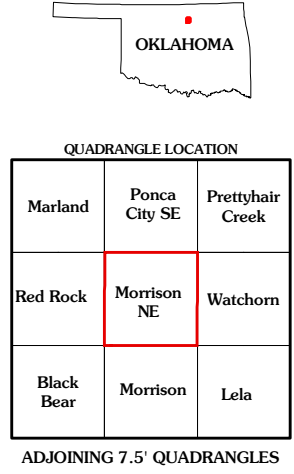 OKLAHOMA
QUADRANGLE LOCATION
Marland
Ponca
City SE
Prettyhair
Creek
Red Rock
Morrison
NE
Watchorn
Black
Bear
Morrison
Lela
ADJOINING 7.5' QUADRANGLES